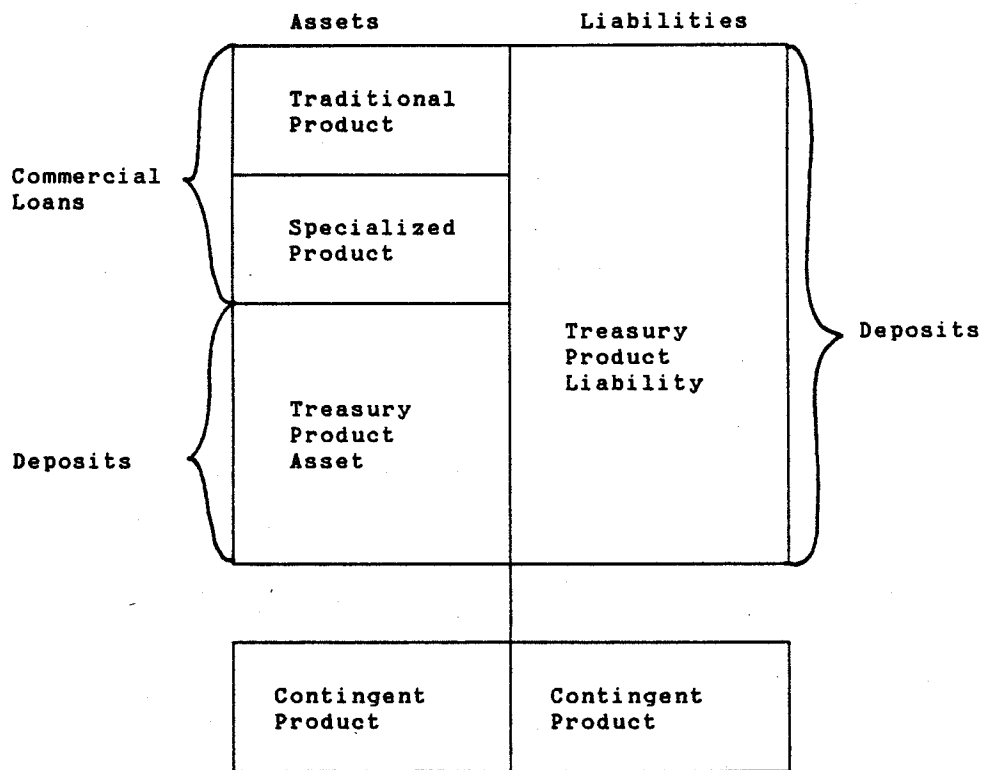 Assets Liabilities
Traditional
Product
Commercial
Loans
Specialized
Product
Treasury
Product
Liability
Deposits
Treasury
Product
Asset
Deposits
Contingent
Product
Contingent
Product